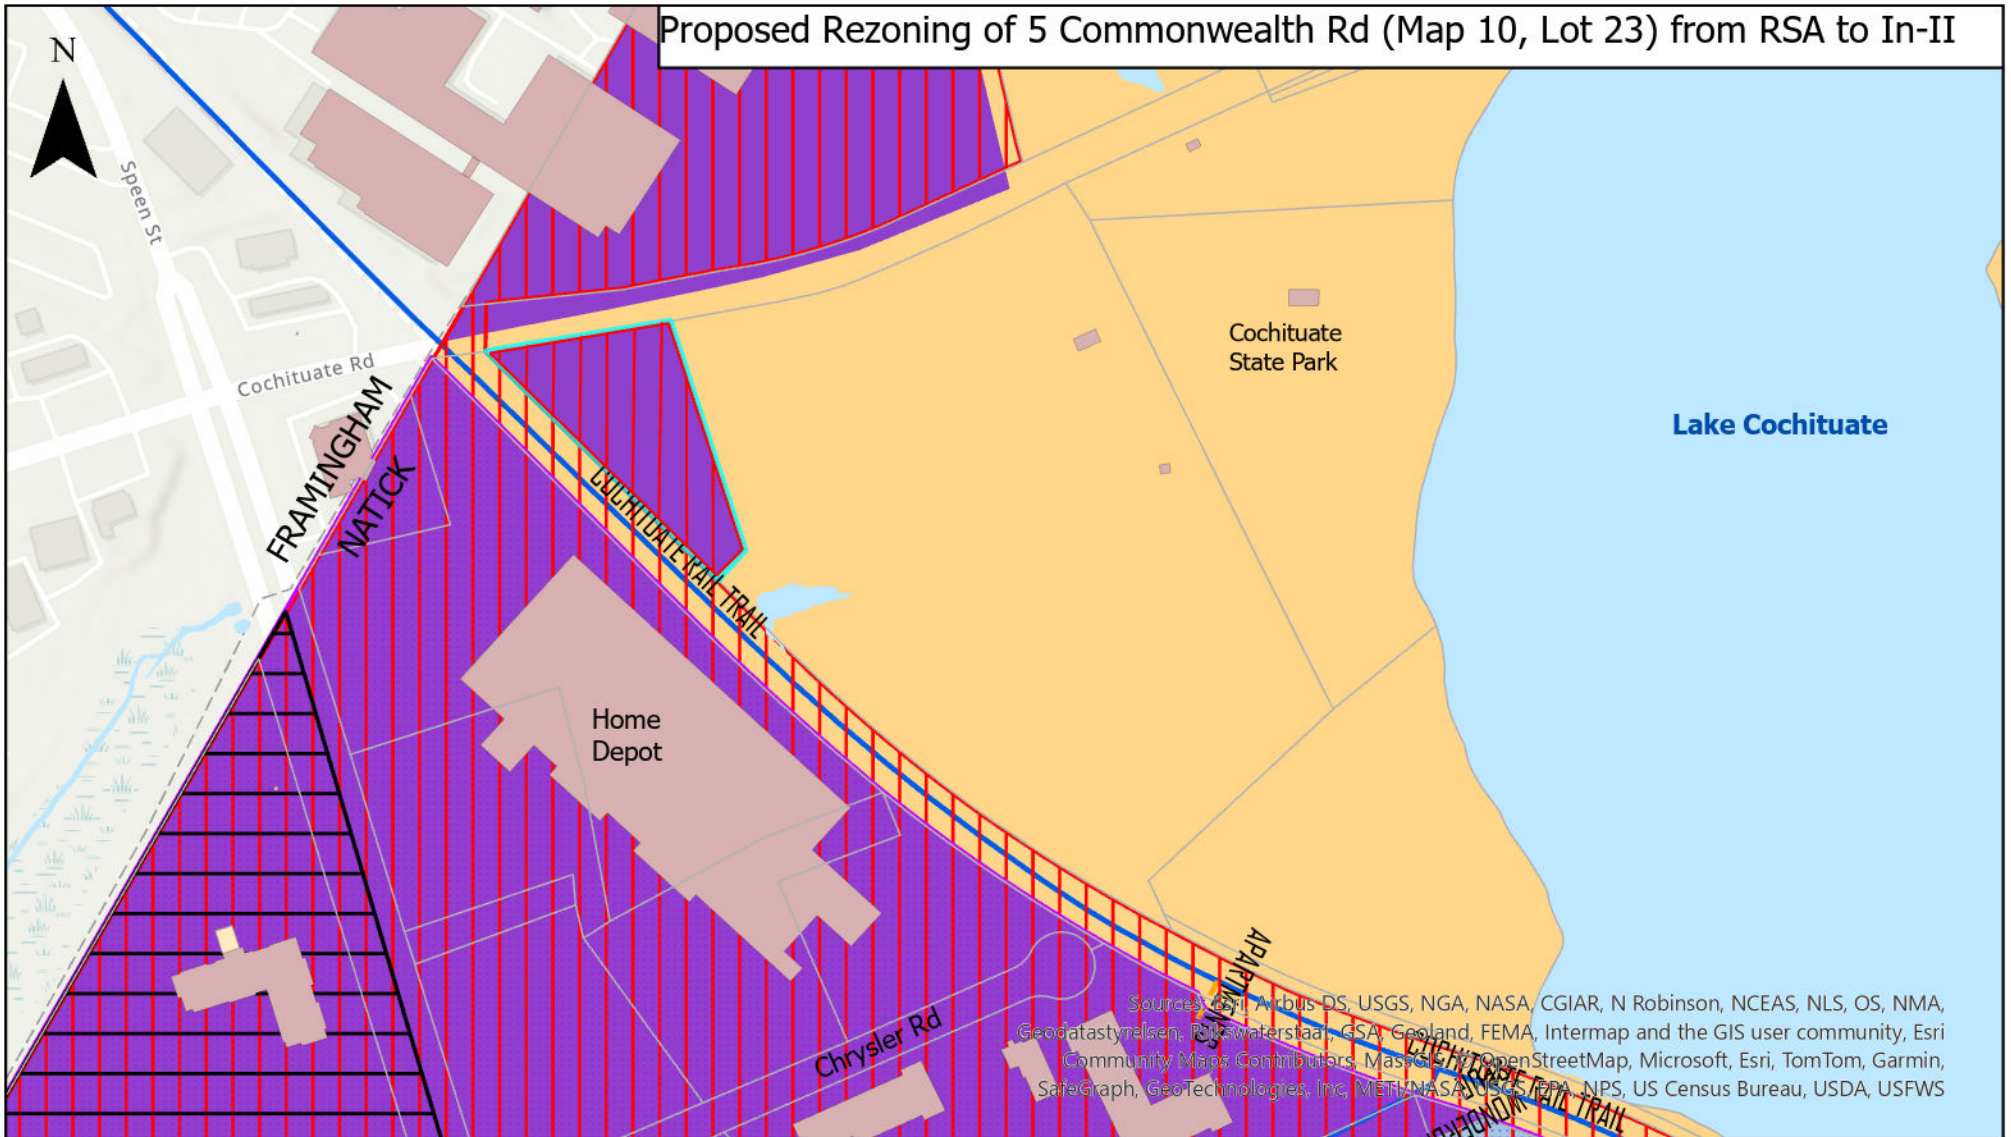 Proposed Rezoning of 5 Commonwealth Rd (Map 10, Lot 23) from RSA to In-II
N
Speen St
Cochituate Rd
FRAMINGHAM
NATICK
Cochituate
State Park
Lake Cochituate
COCHITUATE RAIL TRAIL
Home
Depot
Chrysler Rd
Sources: Esri, Airbus DS, USGS, NGA, NASA, CGIAR, N Robinson, NCEAS, NLS, OS, NMA,
Geodatastyrelsen, Rijkswaterstaat, GSA, Geoland, FEMA, Intermap and the GIS user community, Esri
Community Maps Contributors, MassGIS, © OpenStreetMap, Microsoft, Esri, TomTom, Garmin,
SafeGraph, GeoTechnologies, Inc, METI/NASA, USGS, EPA, NPS, US Census Bureau, USDA, USFWS
COCHITUATE RAIL TRAIL